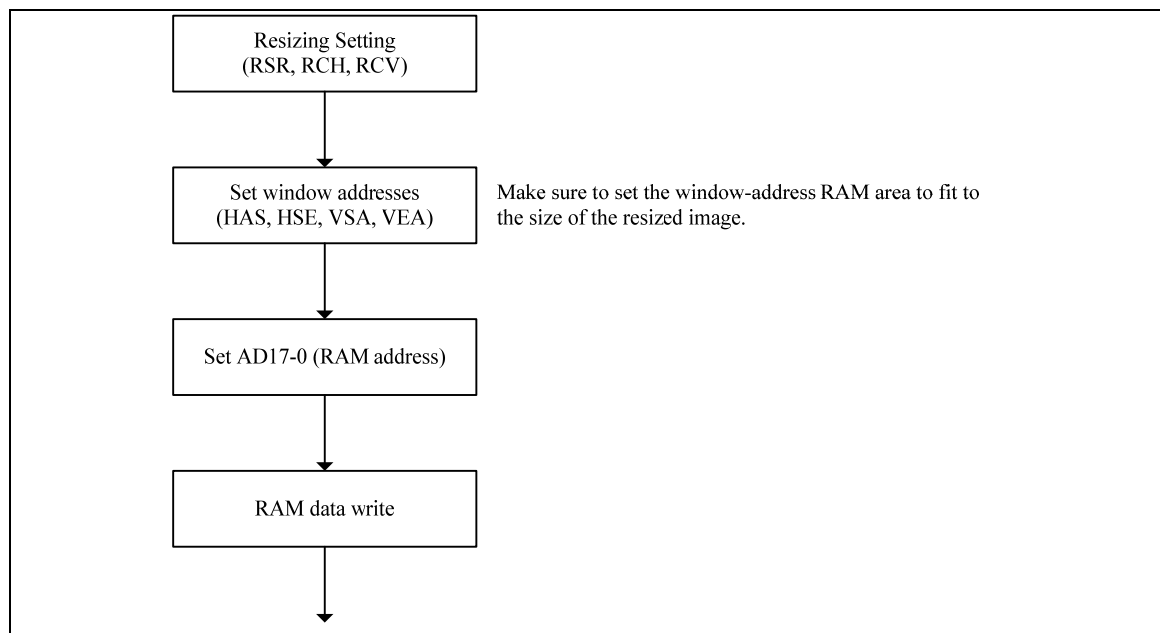 Resizing Setting
(RSR, RCH, RCV)
Set window addresses
(HAS, HSE, VSA, VEA)
Make sure to set the window-address RAM area to fit to
the size of the resized image.
Set AD17-0 (RAM address)
RAM data write